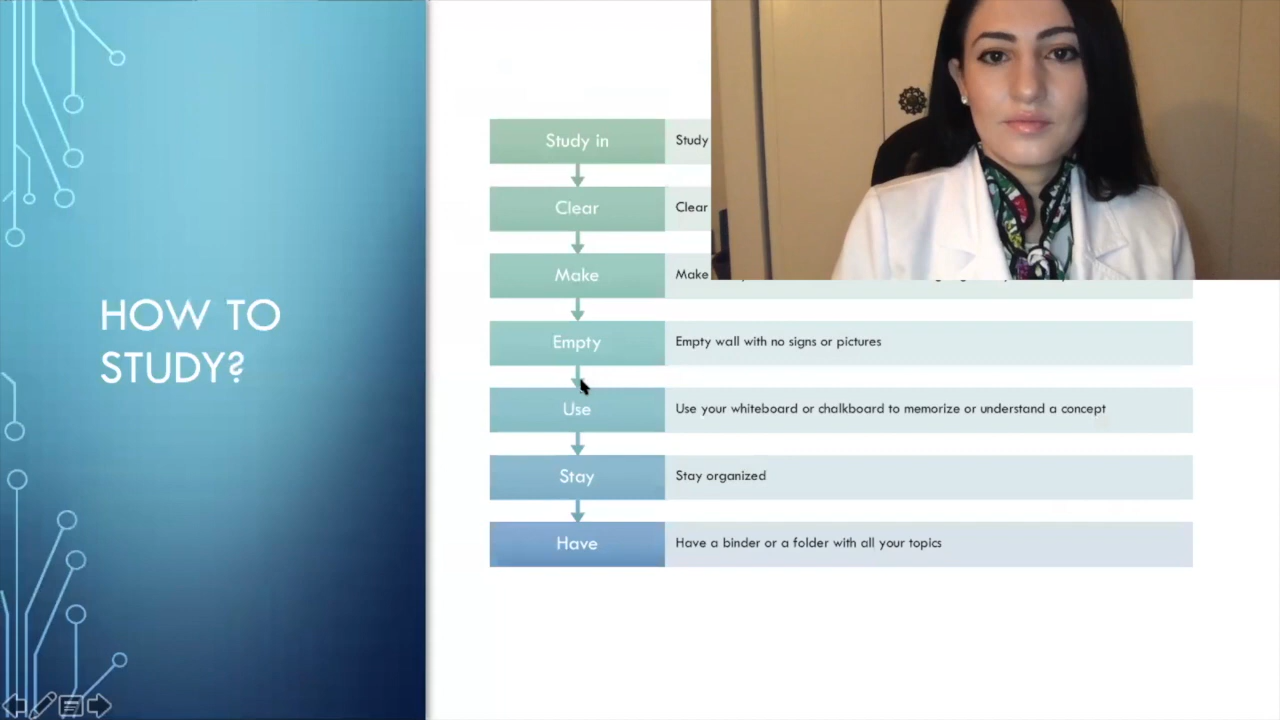 HOW TO
STUDY?
Study in
Study
Clear
Clear
Make
Make
Empty
Empty wall with no signs or pictures
Use
Use your whiteboard or chalkboard to memorize or understand a concept
Stay
Stay organized
Have
Have a binder or a folder with all your topics